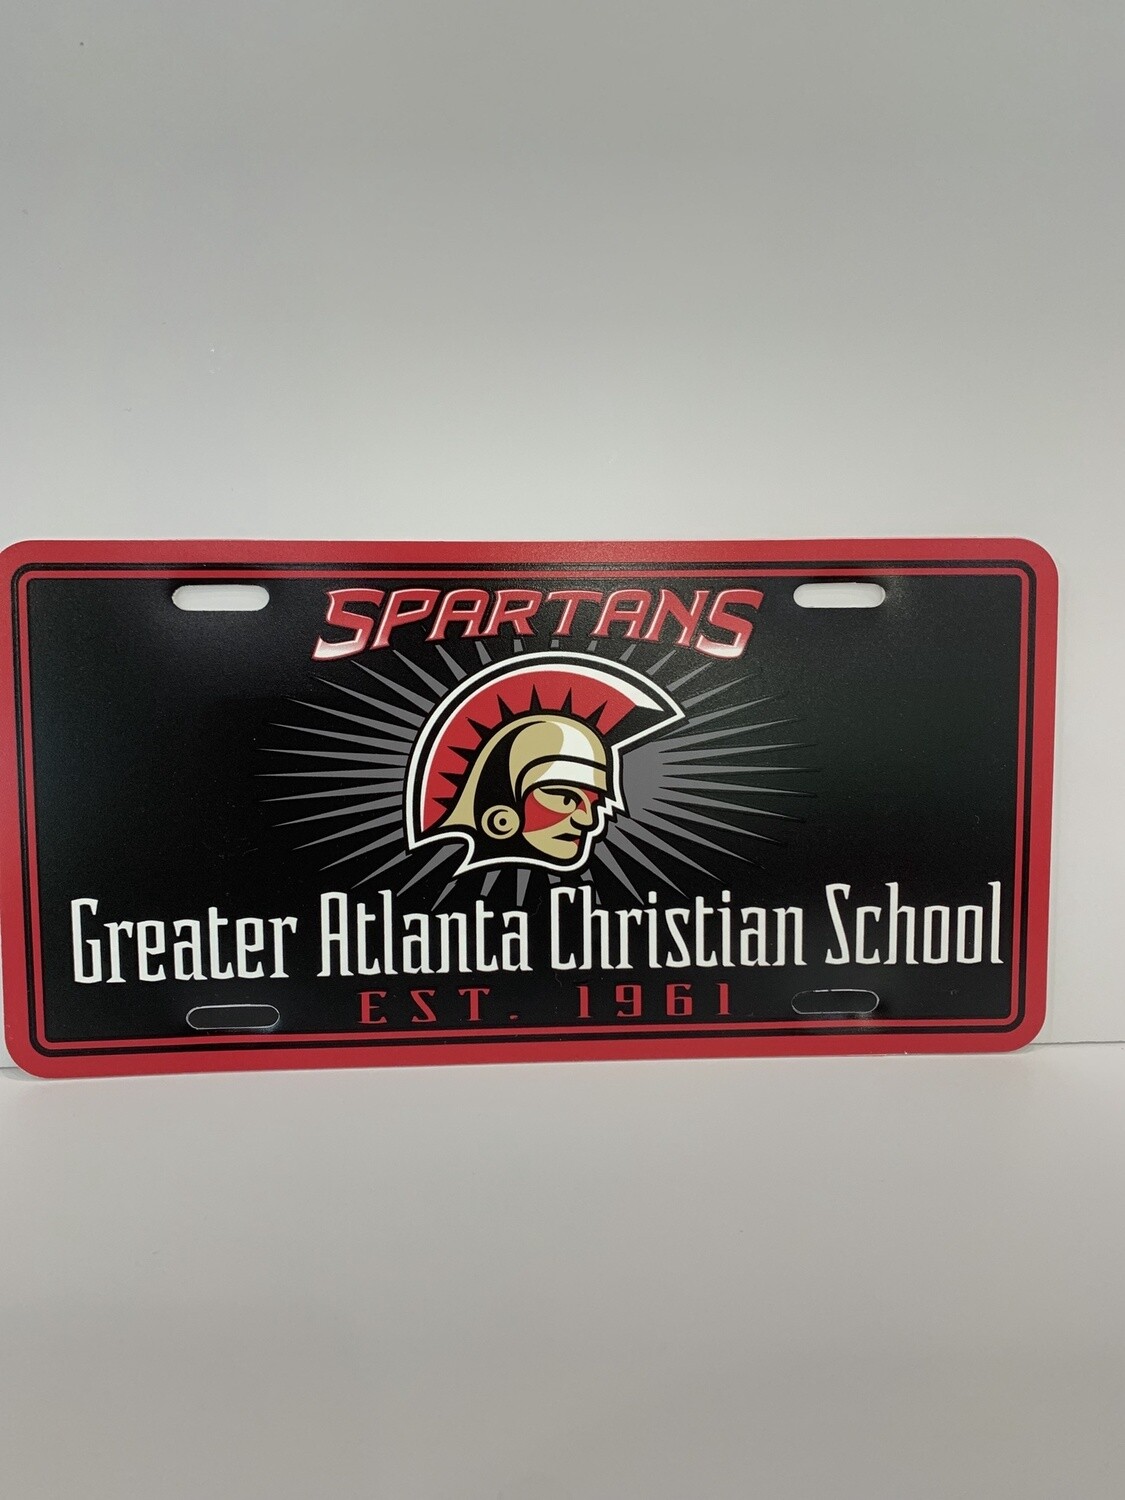 SPARTANS
Greater Atlanta Christian School
EST. 1961